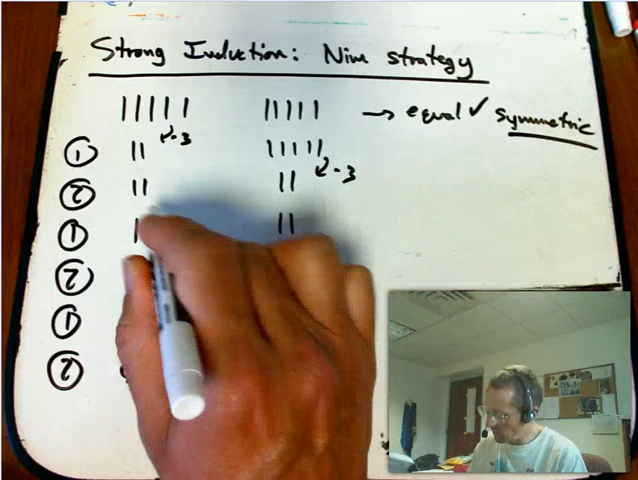 Strong Induction: Nim strategy
||||| ||||| → equal ✓ symmetric
① || -3 |||||
② || || -3
① | ||
②
①
②